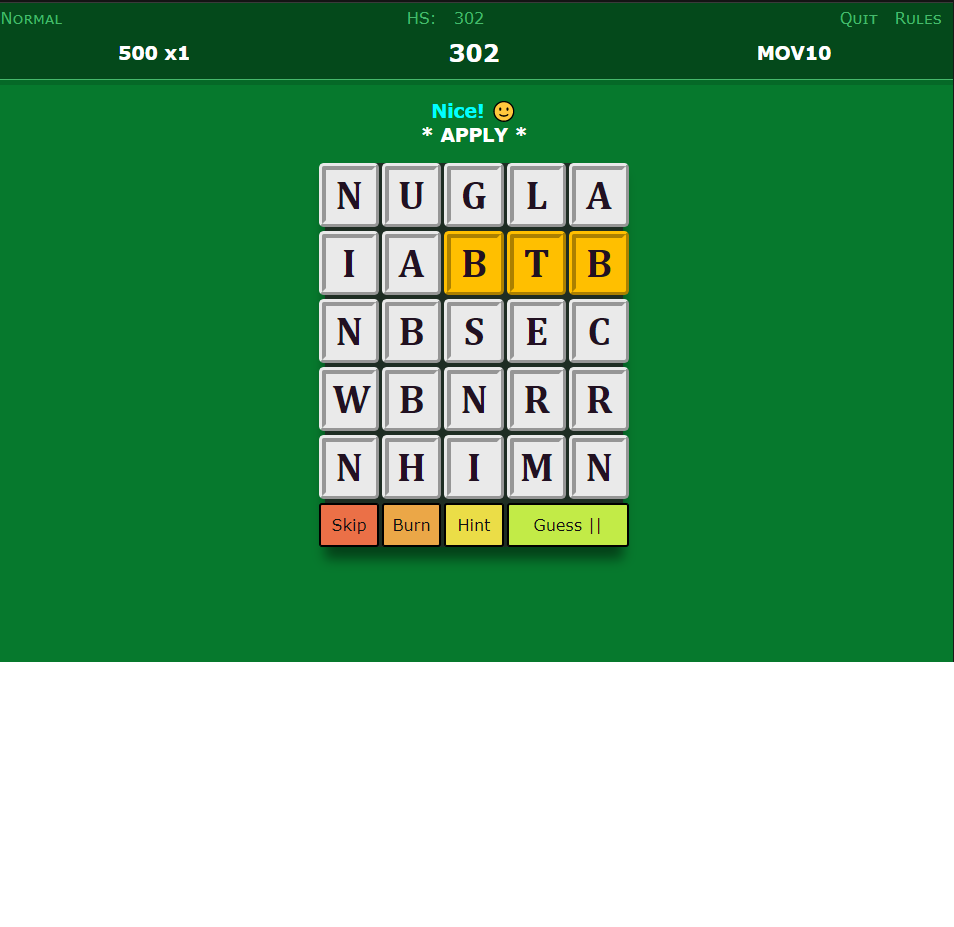 Normal HS: 302 Quit Rules
500 x1 302 MOV10
Nice! 🙂
* APPLY *
N U G L A
I A B T B
N B S E C
W B N R R
N H I M N
Skip Burn Hint Guess ||